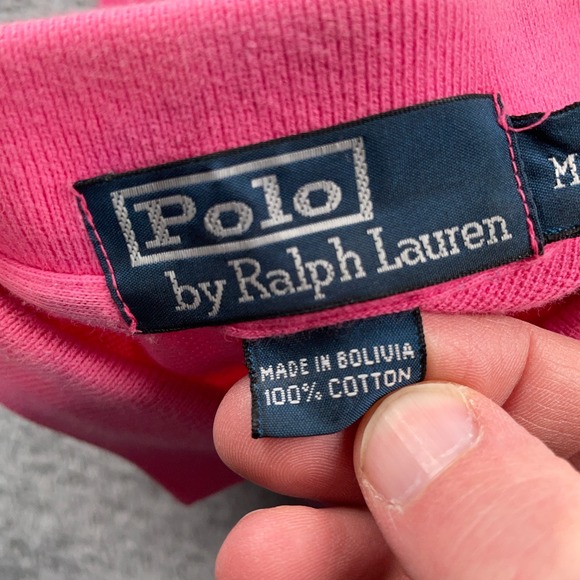 Polo
by Ralph Lauren
M
MADE IN BOLIVIA
100% COTTON